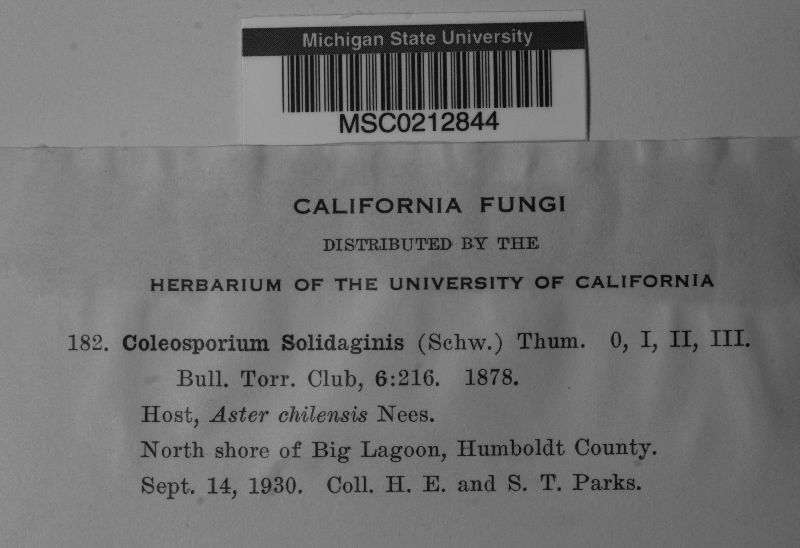 Michigan State University
MSC0212844
CALIFORNIA FUNGI
DISTRIBUTED BY THE
HERBARIUM OF THE UNIVERSITY OF CALIFORNIA
182. Coleosporium Solidaginis (Schw.) Thum. 0, I, II, III.
Bull. Torr. Club, 6:216. 1878.
Host, Aster chilensis Nees.
North shore of Big Lagoon, Humboldt County.
Sept. 14, 1930. Coll. H. E. and S. T. Parks.